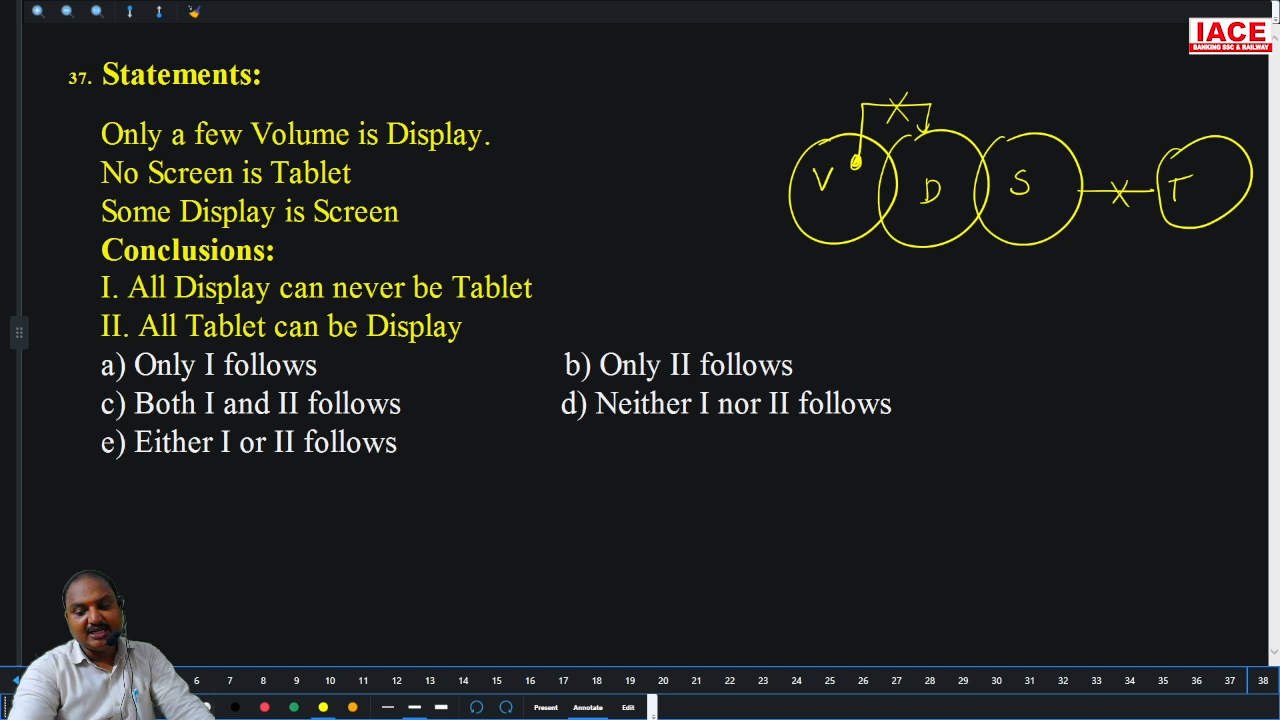 IACE
BANKING SSC & RAILWAY
37. Statements:
Only a few Volume is Display.
No Screen is Tablet
Some Display is Screen
Conclusions:
I. All Display can never be Tablet
II. All Tablet can be Display
a) Only I follows b) Only II follows
c) Both I and II follows d) Neither I nor II follows
e) Either I or II follows
V D S T
6 7 8 9 10 11 12 13 14 15 16 17 18 19 20 21 22 23 24 25 26 27 28 29 30 31 32 33 34 35 36 37 38
Present Annotate Edit